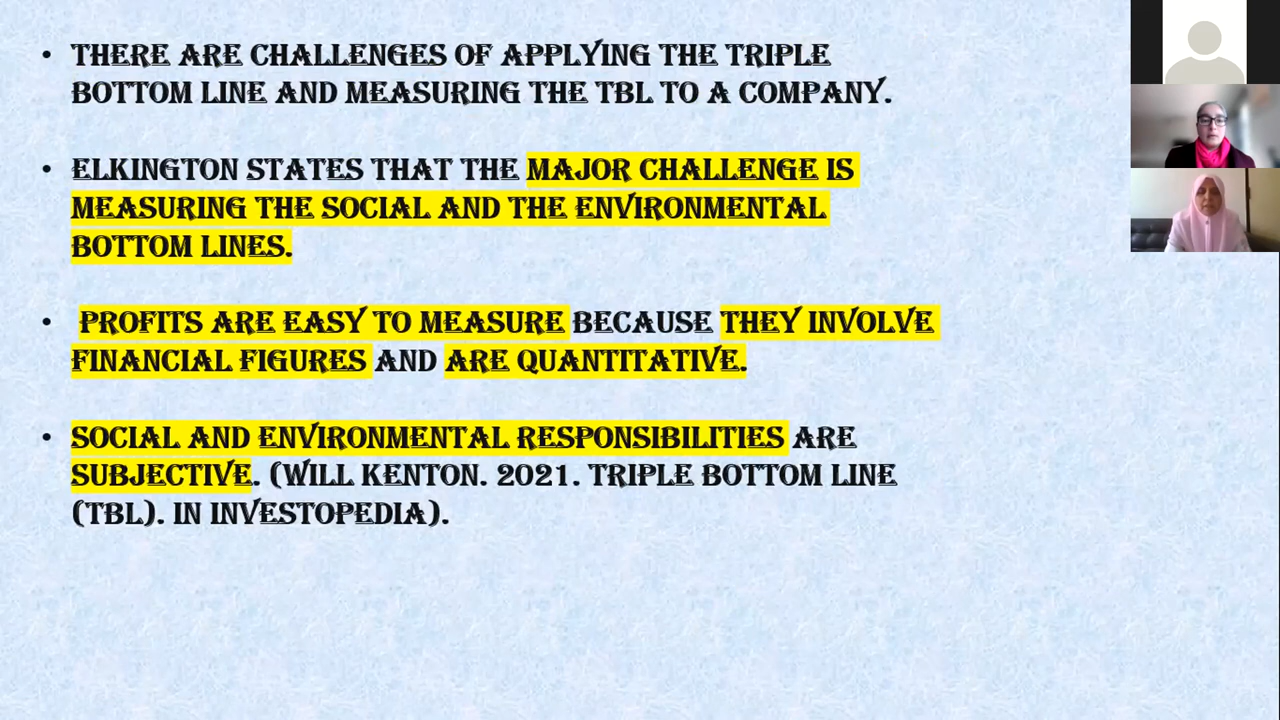 • THERE ARE CHALLENGES OF APPLYING THE TRIPLE
BOTTOM LINE AND MEASURING THE TBL TO A COMPANY.
• ELKINGTON STATES THAT THE MAJOR CHALLENGE IS
MEASURING THE SOCIAL AND THE ENVIRONMENTAL
BOTTOM LINES.
• PROFITS ARE EASY TO MEASURE BECAUSE THEY INVOLVE
FINANCIAL FIGURES AND ARE QUANTITATIVE.
• SOCIAL AND ENVIRONMENTAL RESPONSIBILITIES ARE
SUBJECTIVE. (WILL KENTON. 2021. TRIPLE BOTTOM LINE
(TBL). IN INVESTOPEDIA).